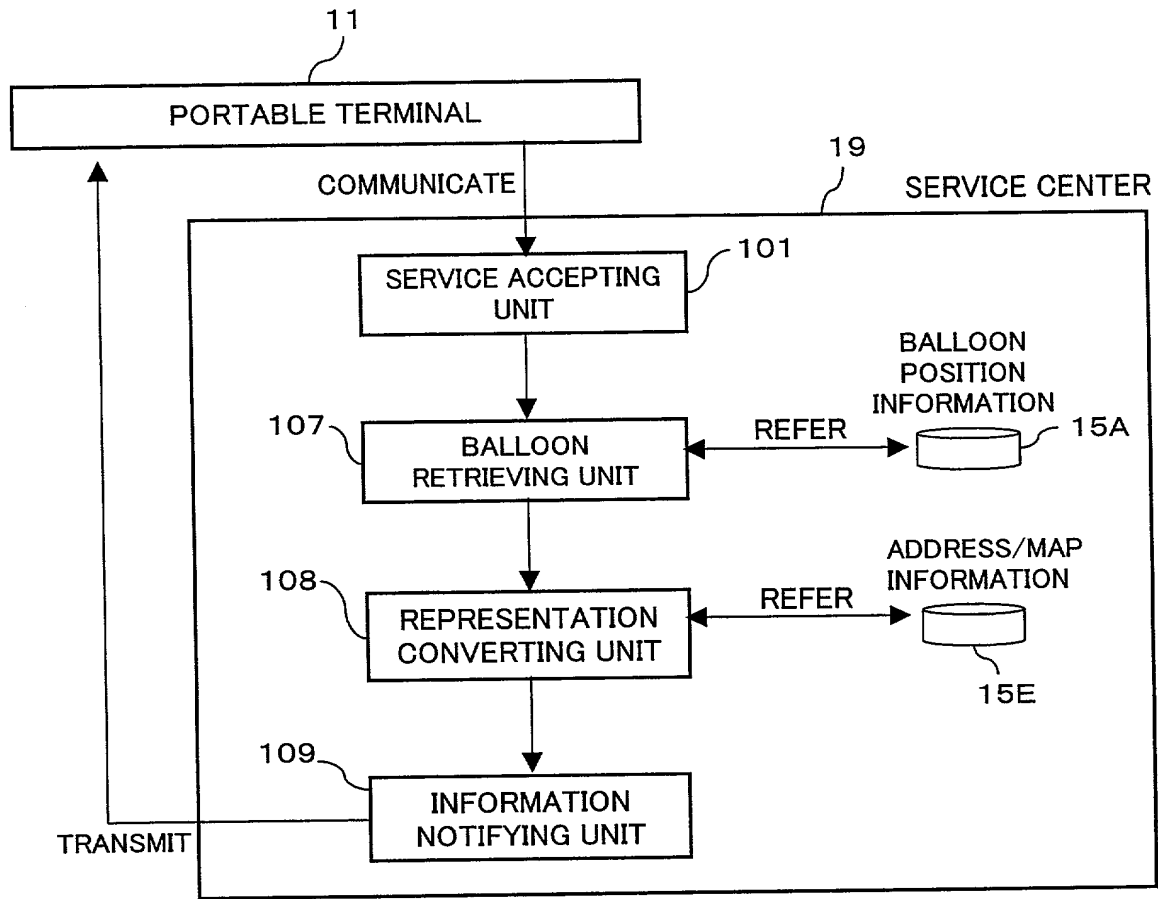 11
PORTABLE TERMINAL
COMMUNICATE
19
SERVICE CENTER
SERVICE ACCEPTING
UNIT
101
BALLOON
POSITION
INFORMATION
107
BALLOON
RETRIEVING UNIT
REFER
15A
ADDRESS/MAP
INFORMATION
108
REPRESENTATION
CONVERTING UNIT
REFER
15E
109
INFORMATION
NOTIFYING UNIT
TRANSMIT